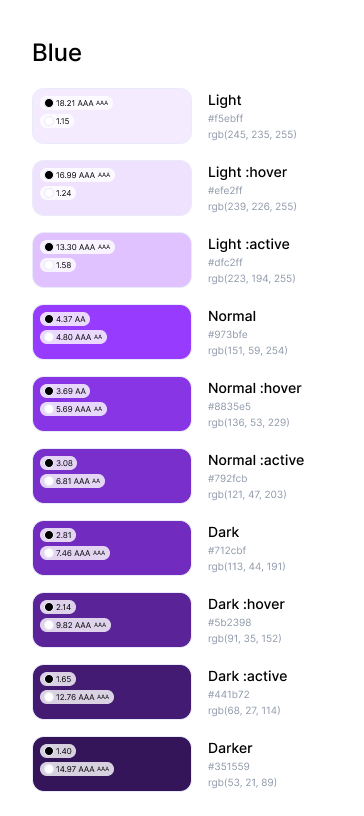 Blue
18.21 AAA AAA
1.15
Light
#f5ebff
rgb(245, 235, 255)
16.99 AAA AAA
1.24
Light :hover
#efe2ff
rgb(239, 226, 255)
13.30 AAA AAA
1.58
Light :active
#dfc2ff
rgb(223, 194, 255)
4.37 AA
4.80 AAA AA
Normal
#973bfe
rgb(151, 59, 254)
3.69 AA
5.69 AAA AA
Normal :hover
#8835e5
rgb(136, 53, 229)
3.08
6.81 AAA AA
Normal :active
#792fcb
rgb(121, 47, 203)
2.81
7.46 AAA AAA
Dark
#712cbf
rgb(113, 44, 191)
2.14
9.82 AAA AAA
Dark :hover
#5b2398
rgb(91, 35, 152)
1.65
12.76 AAA AAA
Dark :active
#441b72
rgb(68, 27, 114)
1.40
14.97 AAA AAA
Darker
#351559
rgb(53, 21, 89)